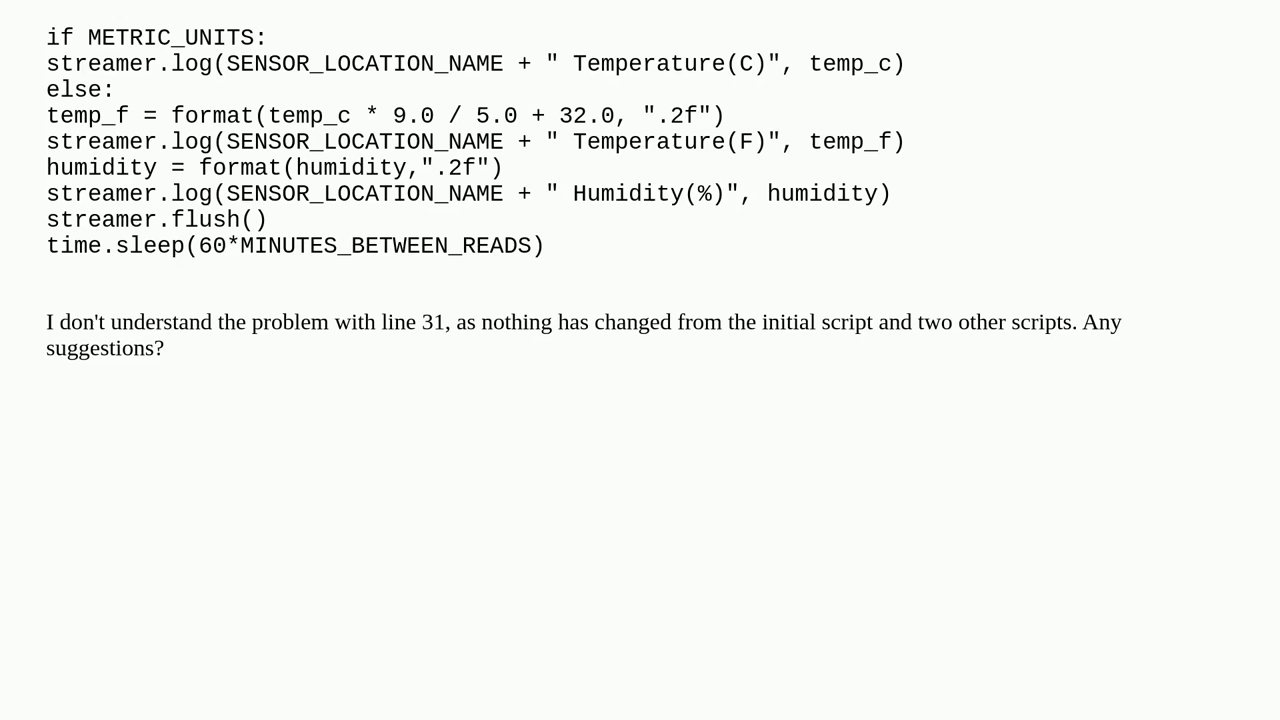 if METRIC_UNITS:
streamer.log(SENSOR_LOCATION_NAME + " Temperature(C)", temp_c)
else:
temp_f = format(temp_c * 9.0 / 5.0 + 32.0, ".2f")
streamer.log(SENSOR_LOCATION_NAME + " Temperature(F)", temp_f)
humidity = format(humidity,".2f")
streamer.log(SENSOR_LOCATION_NAME + " Humidity(%)", humidity)
streamer.flush()
time.sleep(60*MINUTES_BETWEEN_READS)
I don't understand the problem with line 31, as nothing has changed from the initial script and two other scripts. Any
suggestions?